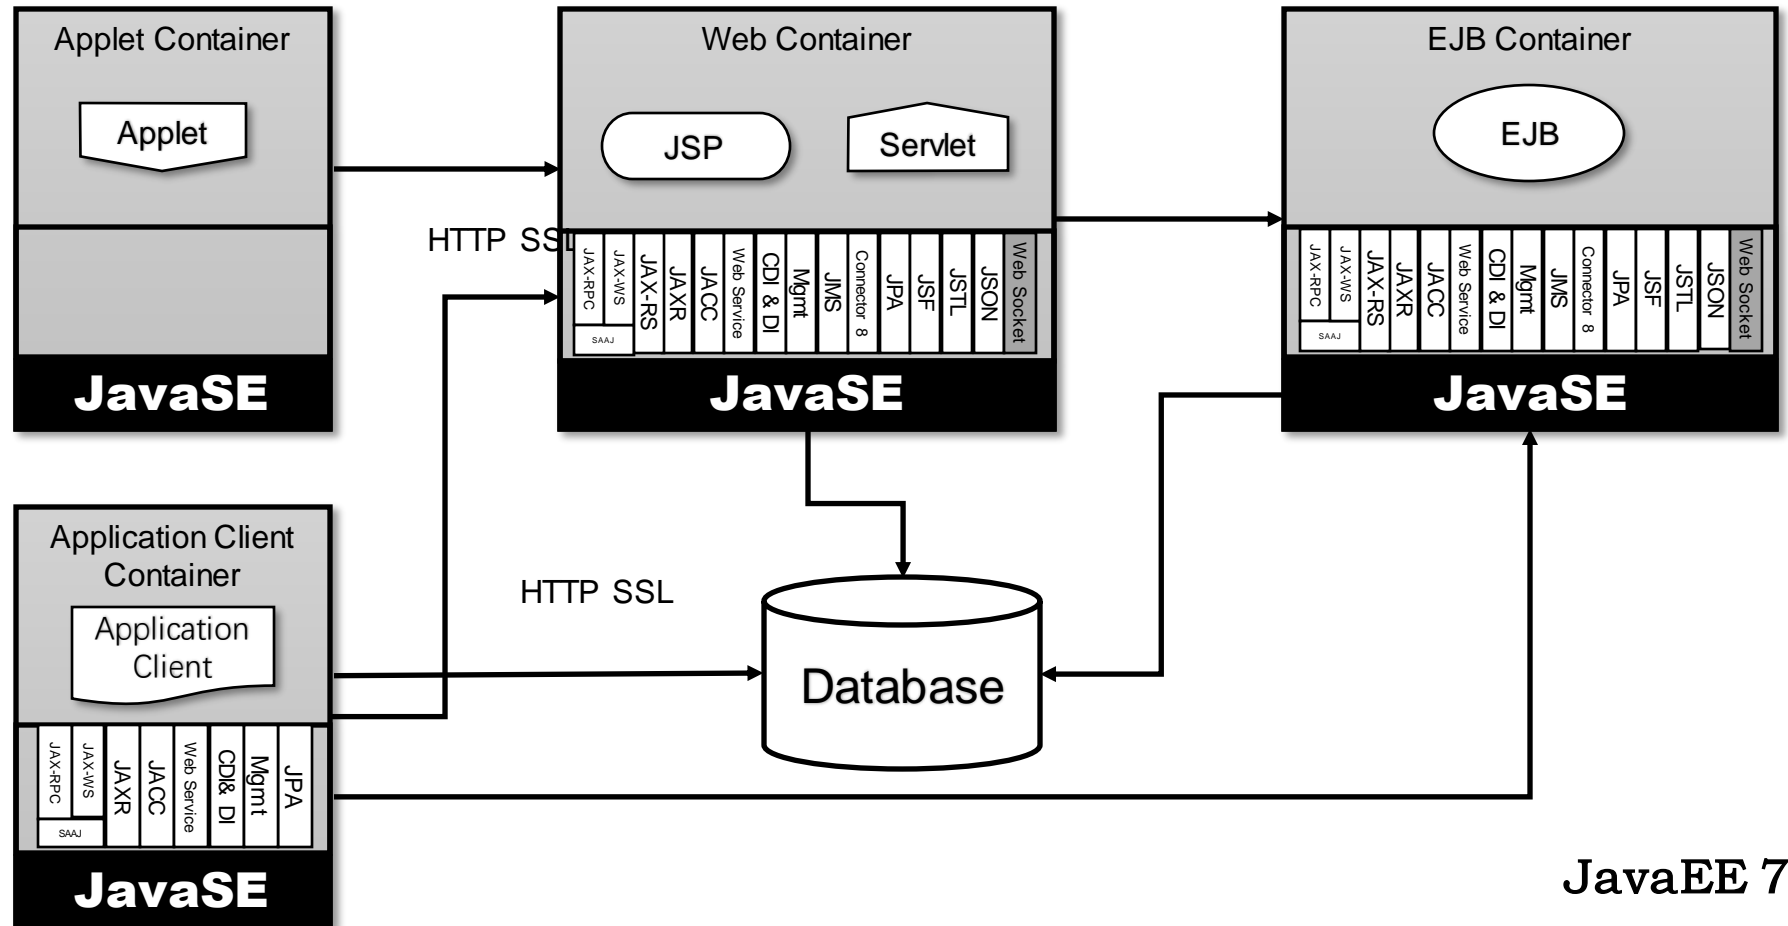 Applet Container
Applet
JavaSE
Web Container
JSP
Servlet
HTTP SSL
JAX-RPC
JAX-WS
SAAJ
JAX-RS
JAXR
JACC
Web Service
CDI & DI
Mgmt
JMS
Connector 8
JPA
JSF
JSTL
JSON
Web Socket
JavaSE
EJB Container
EJB
JAX-RPC
JAX-WS
SAAJ
JAX-RS
JAXR
JACC
Web Service
CDI & DI
Mgmt
JMS
Connector 8
JPA
JSF
JSTL
JSON
Web Socket
JavaSE
Application Client
Container
Application
Client
JAX-RPC
JAX-WS
SAAJ
JAXR
JACC
Web Service
CDI& DI
Mgmt
JPA
JavaSE
HTTP SSL
Database
JavaEE 7